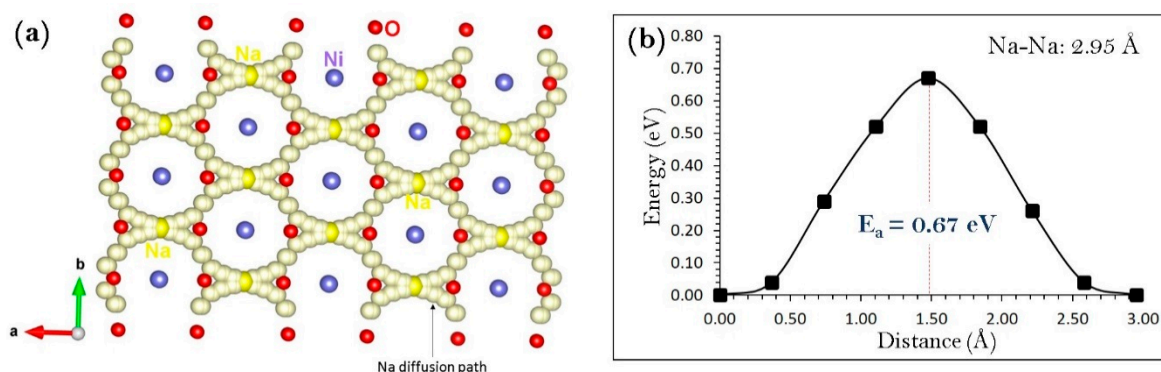 (a)
O
Na
Ni
Na
Na
b
a
Na diffusion path
(b)
Na-Na: 2.95 Å
Energy (eV)
0.80
0.70
0.60
0.50
0.40
0.30
0.20
0.10
0.00
Eₐ = 0.67 eV
0.00 0.50 1.00 1.50 2.00 2.50 3.00
Distance (Å)